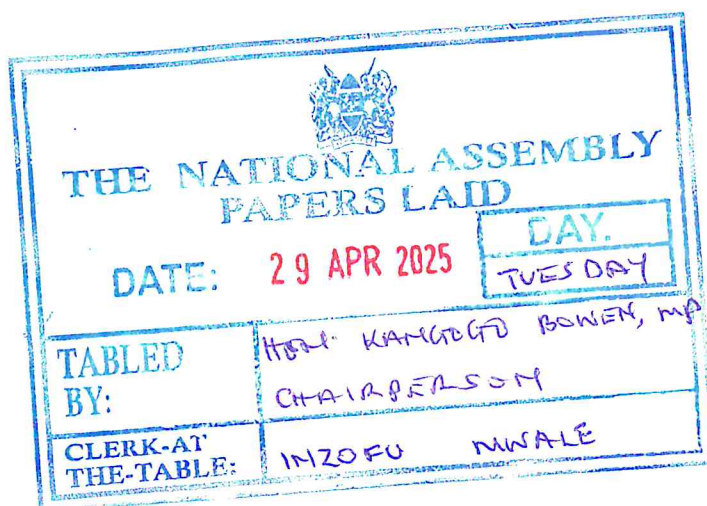 THE NATIONAL ASSEMBLY
PAPERS LAID
DATE: 29 APR 2025
DAY.
TUESDAY
TABLED BY:
HON. KANGOGO BOWEN, MP
CHAIRPERSON
CLERK-AT THE-TABLE:
INZOFU MWALE